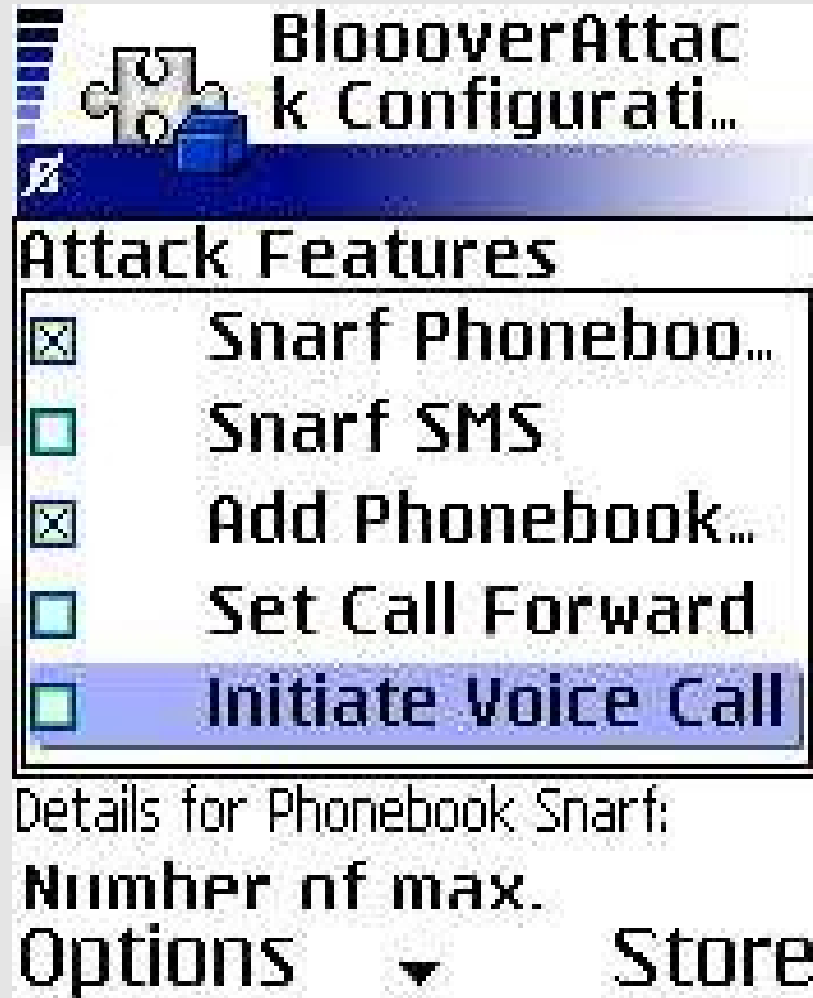 BloooverAttac
k Configurati…
Attack Features
Snarf Phoneboo…
Snarf SMS
Add Phonebook…
Set Call Forward
Initiate Voice Call
Details for Phonebook Snarf:
Number of max.
Options
Store